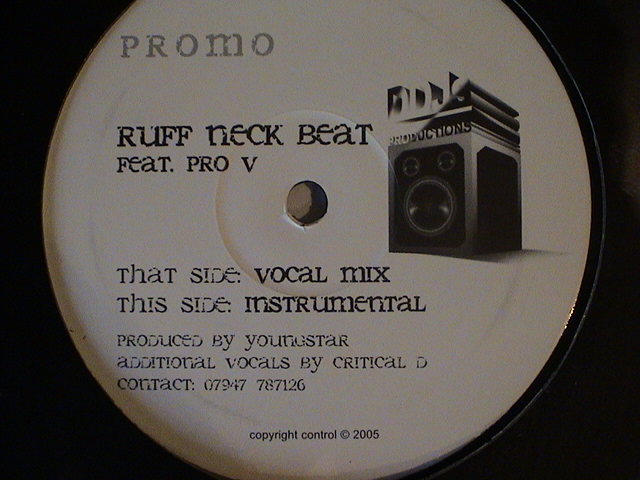 PROMO
DDJs
PRODUCTIONS
RUFF NECK BEAT
FEAT. PRO V
THAT SIDE: VOCAL MIX
THIS SIDE: INSTRUMENTAL
PRODUCED BY YOUNGSTAR
ADDITIONAL VOCALS BY CRITICAL D
CONTACT: 07947 787126
copyright control © 2005